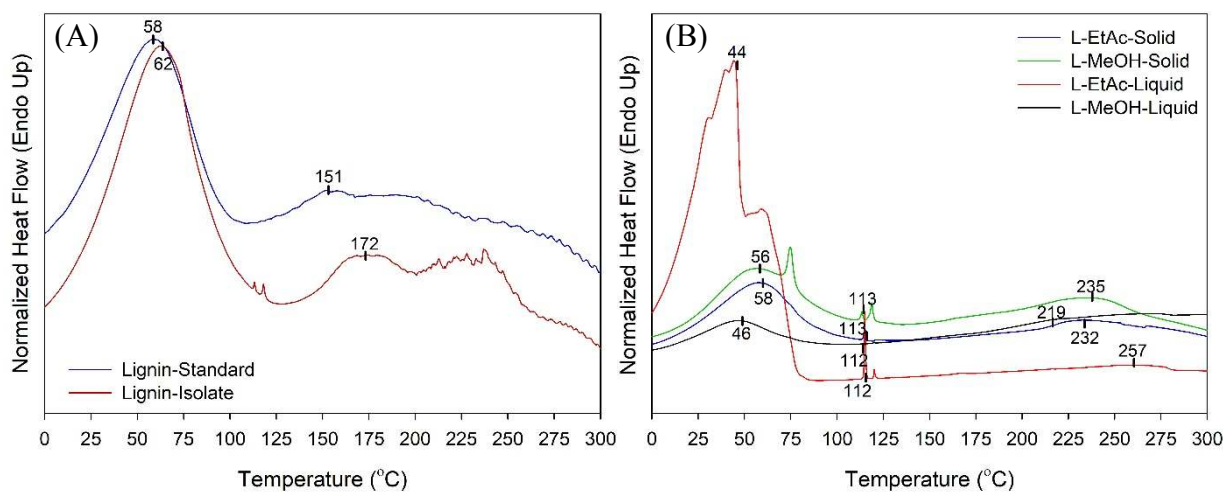 (A)
58
62
151
172
Lignin-Standard
Lignin-Isolate
Normalized Heat Flow (Endo Up)
0 25 50 75 100 125 150 175 200 225 250 275 300
Temperature (°C)
(B)
44
L-EtAc-Solid
L-MeOH-Solid
L-EtAc-Liquid
L-MeOH-Liquid
56
58
46
113
113
112
112
235
219
232
257
Normalized Heat Flow (Endo Up)
0 25 50 75 100 125 150 175 200 225 250 275 300
Temperature (°C)